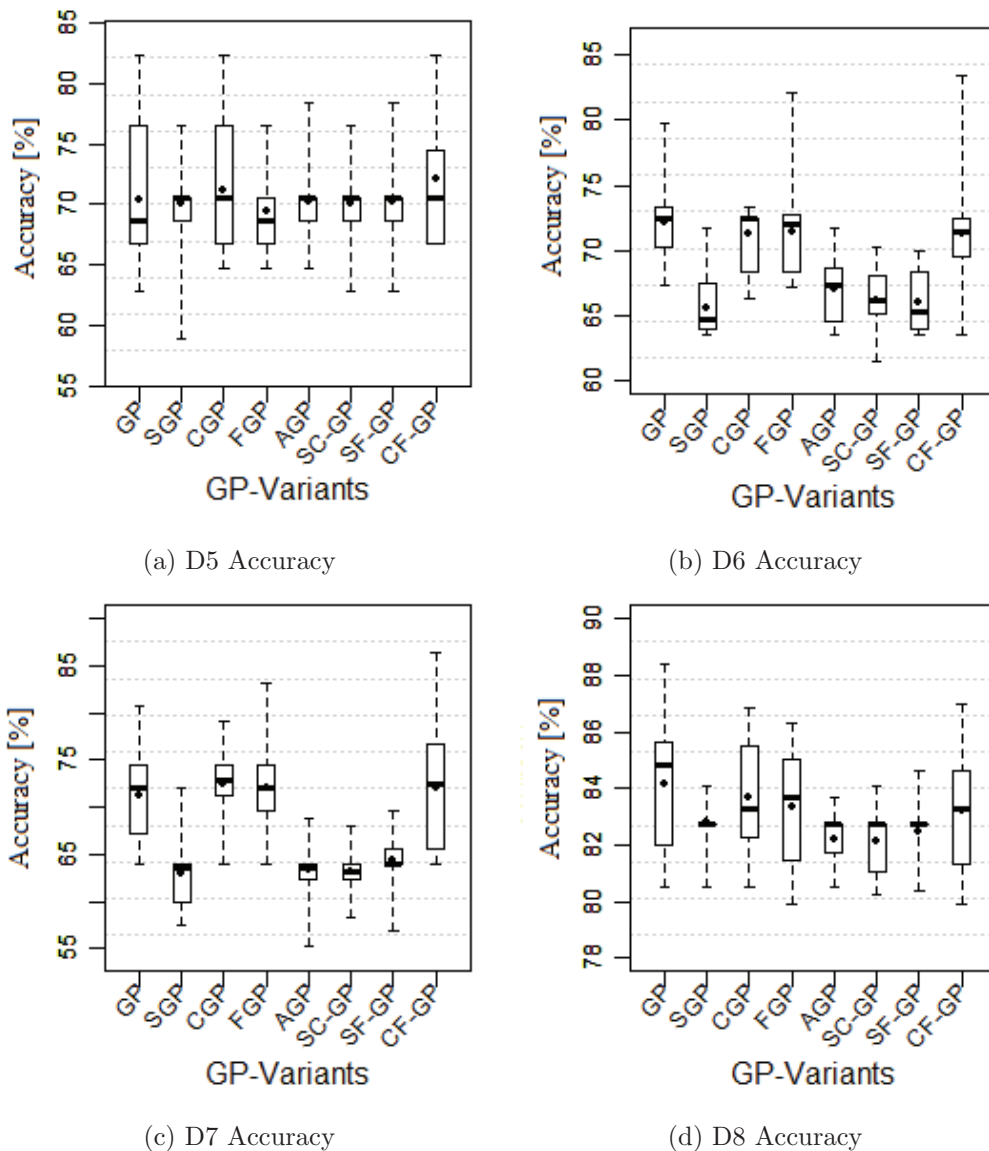 85
80
75
70
65
60
55
Accuracy [%]
GP
SGP
CGP
FGP
AGP
SC-GP
SF-GP
CF-GP
GP-Variants
(a) D5 Accuracy
85
80
75
70
65
60
Accuracy [%]
GP
SGP
CGP
FGP
AGP
SC-GP
SF-GP
CF-GP
GP-Variants
(b) D6 Accuracy
85
75
65
55
Accuracy [%]
GP
SGP
CGP
FGP
AGP
SC-GP
SF-GP
CF-GP
GP-Variants
(c) D7 Accuracy
90
88
86
84
82
80
78
Accuracy [%]
GP
SGP
CGP
FGP
AGP
SC-GP
SF-GP
CF-GP
GP-Variants
(d) D8 Accuracy